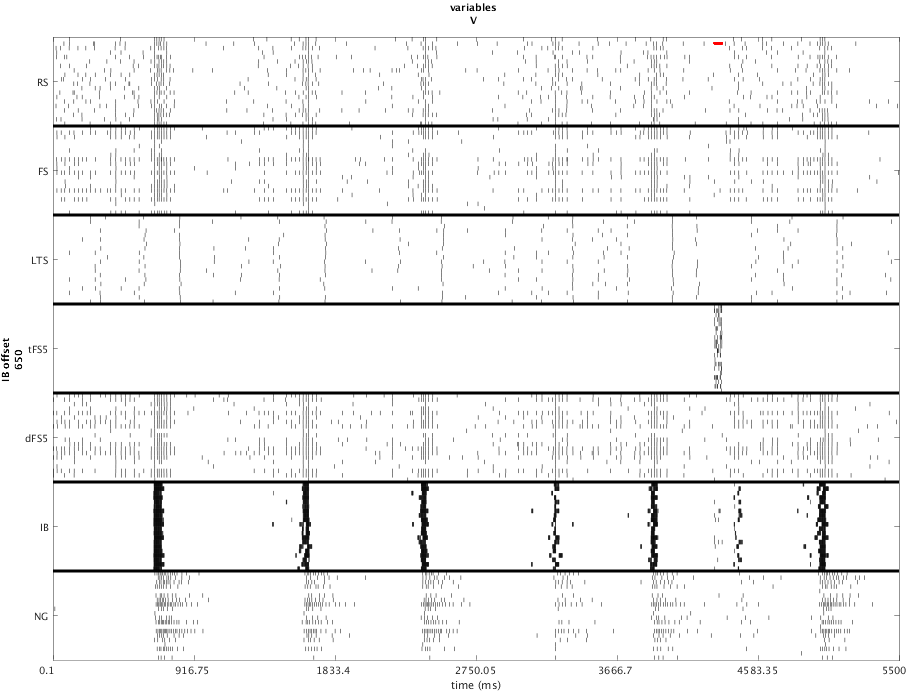 variables
V
RS
FS
LTS
tFS5
dFS5
IB
NG
IB offset
650
0.1
916.75
1833.4
2750.05
3666.7
4583.35
5500
time (ms)